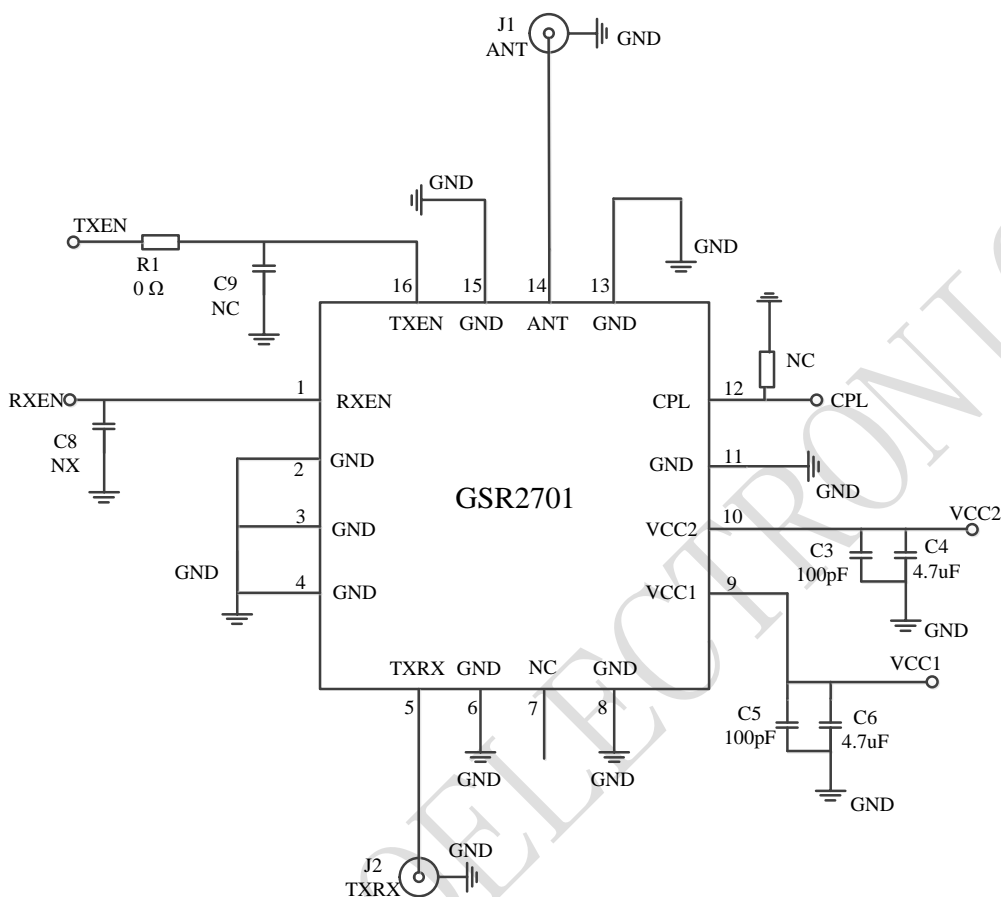 J1
ANT
GND
GND
TXEN
R1
0 Ω
C9
NC
GND
16
15
14
13
TXEN
GND
ANT
GND
NC
RXEN
1
RXEN
CPL
12
CPL
C8
NX
2
GND
GND
11
GND
GSR2701
3
GND
VCC2
10
VCC2
C3
100pF
C4
4.7uF
GND
4
GND
VCC1
9
GND
VCC1
TXRX
GND
NC
GND
5
6
7
8
C5
100pF
C6
4.7uF
GND
GND
GND
J2
TXRX
GND